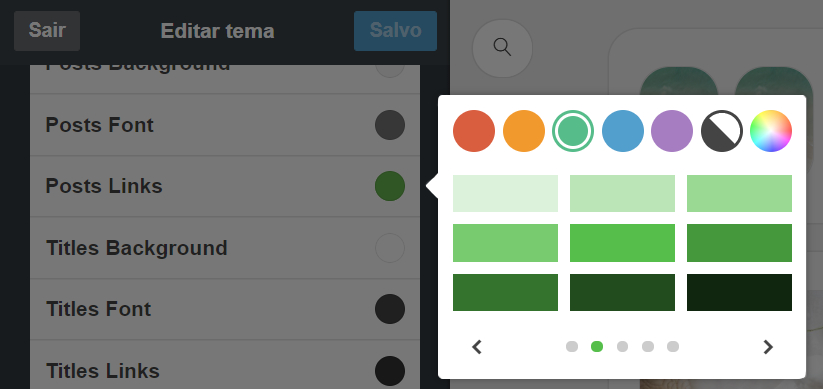 Sair
Editar tema
Salvo
Posts Background
Posts Font
Posts Links
Titles Background
Titles Font
Titles Links